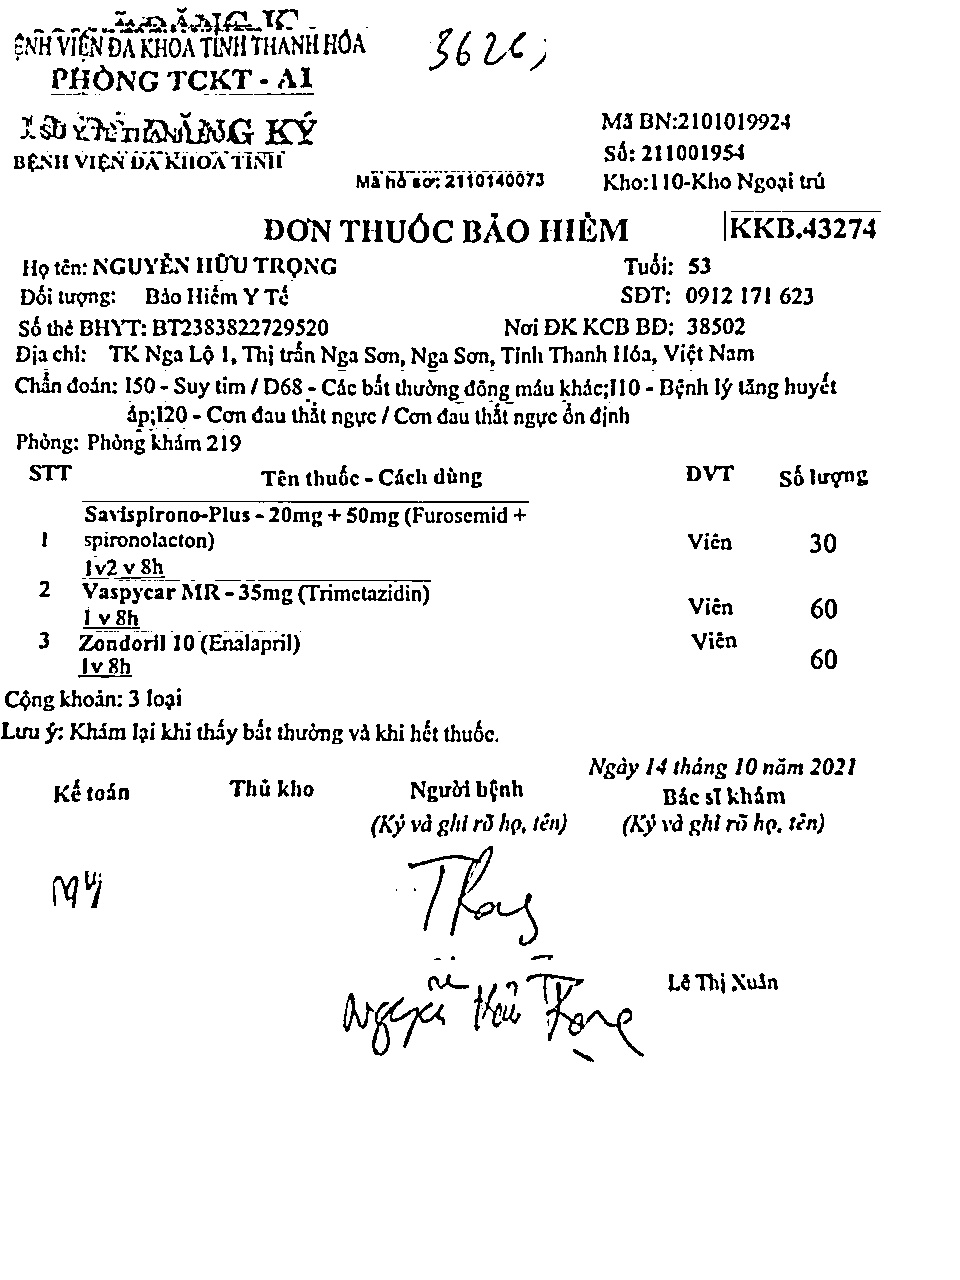 BỆNH VIỆN ĐA KHOA TỈNH THANH HÓA
PHÒNG TCKT - A1
362
ĐĂNG KÝ
BỆNH VIỆN ĐA KHOA TỈNH
Mã BN:2101019924
Số: 211001954
Mã hồ sơ: 2110140073
Kho:110-Kho Ngoại trú
ĐƠN THUỐC BẢO HIỂM
KKB.43274
Họ tên: NGUYỄN HỮU TRỌNG Tuổi: 53
Đối tượng: Bảo Hiểm Y Tế SĐT: 0912 171 623
Số thẻ BHYT: BT2383822729520 Nơi ĐK KCB BĐ: 38502
Địa chỉ: TK Nga Lộ 1, Thị trấn Nga Sơn, Nga Sơn, Tỉnh Thanh Hóa, Việt Nam
Chẩn đoán: I50 - Suy tim / D68 - Các bất thường đông máu khác;I10 - Bệnh lý tăng huyết
áp;I20 - Cơn đau thắt ngực / Cơn đau thắt ngực ổn định
Phòng: Phòng khám 219
STT Tên thuốc - Cách dùng ĐVT Số lượng
Savispirono-Plus - 20mg + 50mg (Furosemid +
1 spironolacton) Viên 30
1v2 v 8h
2 Vaspycar MR - 35mg (Trimetazidin)
1 v 8h Viên 60
3 Zondoril 10 (Enalapril) Viên
1v 8h 60
Cộng khoản: 3 loại
Lưu ý: Khám lại khi thấy bất thường và khi hết thuốc.
Ngày 14 tháng 10 năm 2021
Kế toán Thủ kho Người bệnh Bác sĩ khám
(Ký và ghi rõ họ, tên) (Ký và ghi rõ họ, tên)
Nguyễn Hữu Trọng
Lê Thị Xuân